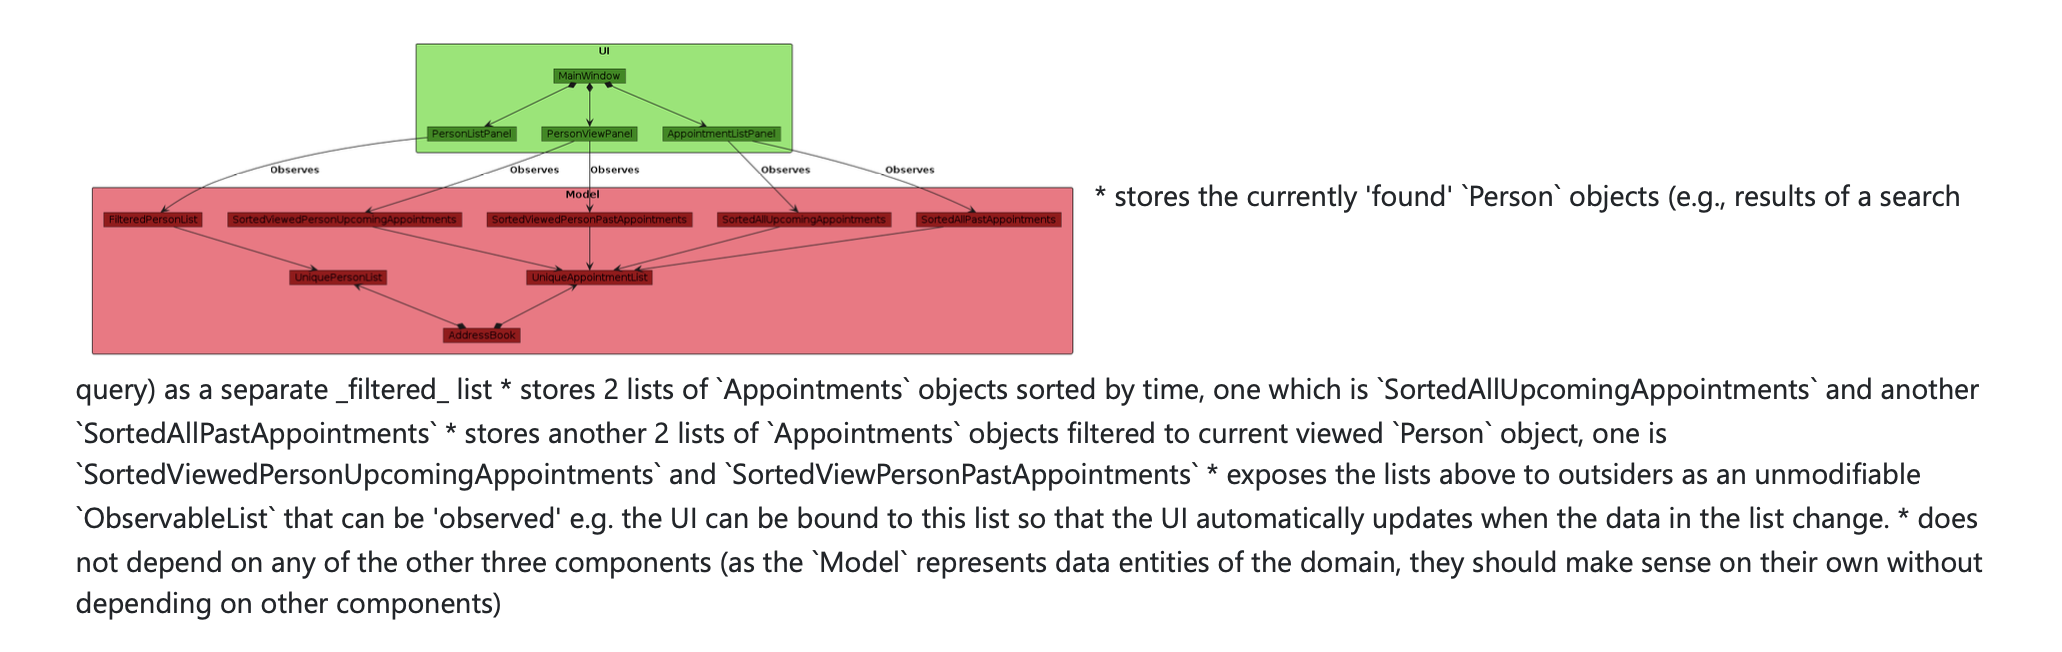 UI
MainWindow
PersonListPanel PersonViewPanel AppointmentListPanel
Observes Observes Observes Observes Observes
Model
FilteredPersonList SortedViewedPersonUpcomingAppointments SortedViewedPersonPastAppointments SortedAllUpcomingAppointments SortedAllPastAppointments
UniquePersonList UniqueAppointmentList
AddressBook
* stores the currently 'found' `Person` objects (e.g., results of a search
query) as a separate _filtered_ list * stores 2 lists of `Appointments` objects sorted by time, one which is `SortedAllUpcomingAppointments` and another
`SortedAllPastAppointments` * stores another 2 lists of `Appointments` objects filtered to current viewed `Person` object, one is
`SortedViewedPersonUpcomingAppointments` and `SortedViewPersonPastAppointments` * exposes the lists above to outsiders as an unmodifiable
`ObservableList` that can be 'observed' e.g. the UI can be bound to this list so that the UI automatically updates when the data in the list change. * does
not depend on any of the other three components (as the `Model` represents data entities of the domain, they should make sense on their own without
depending on other components)